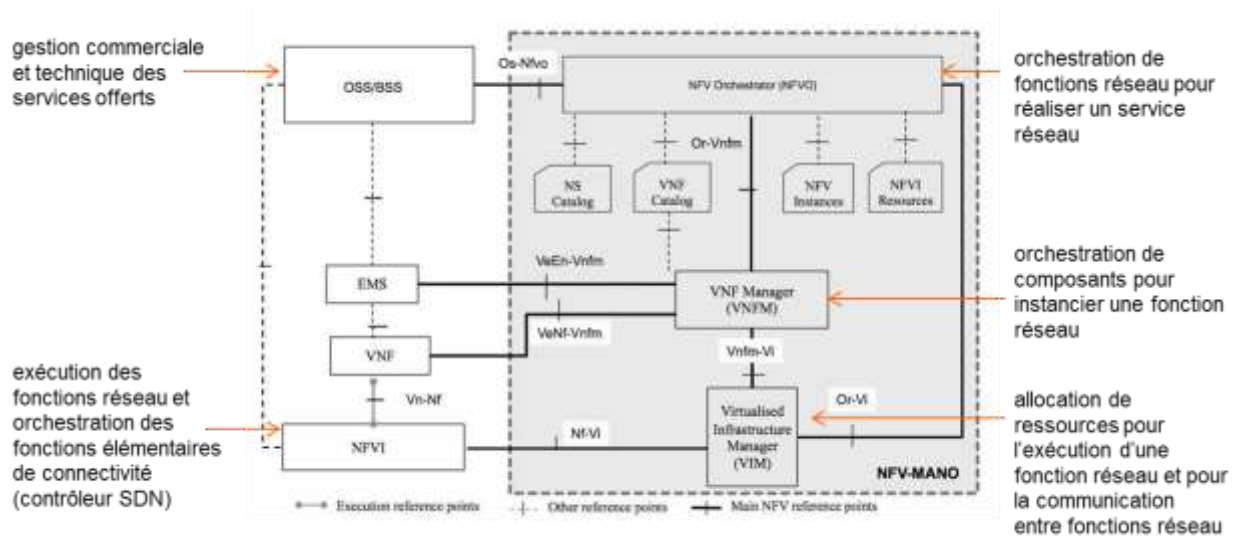 gestion commerciale
et technique des
services offerts
OSS/BSS
Os-Nfvo
NFV Orchestrator (NFVO)
orchestration de
fonctions réseau pour
réaliser un service
réseau
Or-Vnfm
NS
Catalog
VNF
Catalog
NFV
Instances
NFVI
Resources
VeEn-Vnfm
EMS
VNF Manager
(VNFM)
orchestration de
composants pour
instancier une fonction
réseau
VeNf-Vnfm
VNF
Vnfm-Vi
exécution des
fonctions réseau et
orchestration des
fonctions élémentaires
de connectivité
(contrôleur SDN)
Vn-Nf
NFVI
Nf-Vi
Virtualised
Infrastructure
Manager
(VIM)
Or-Vi
NFV-MANO
allocation de
ressources pour
l'exécution d'une
fonction réseau et pour
la communication
entre fonctions réseau
Execution reference points
Other reference points
Main NFV reference points